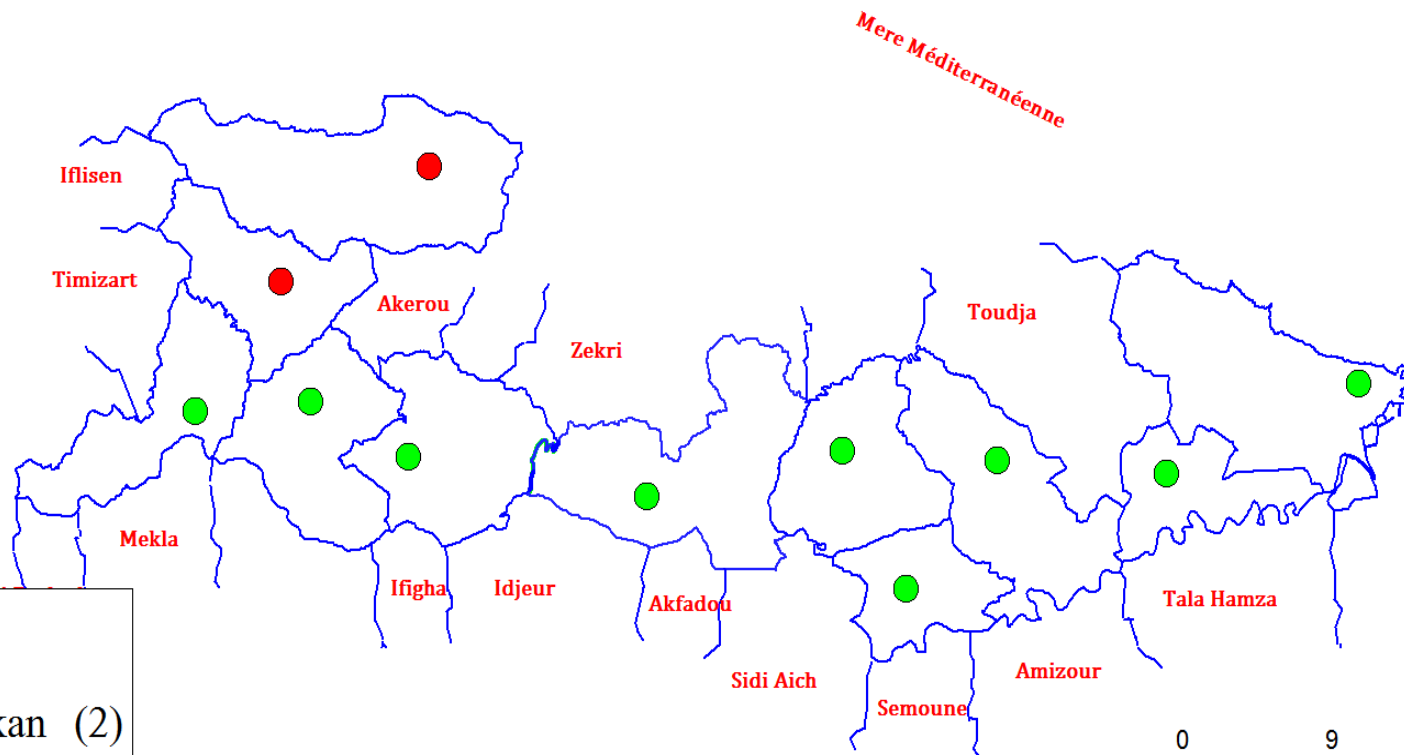 Mere Méditerranéenne
Iflisen
Timizart
Akerou
Toudja
Zekri
Mekla
Ifigha
Idjeur
Akfadou
Tala Hamza
Sidi Aich
Amizour
Semoune
kan (2)
0 9